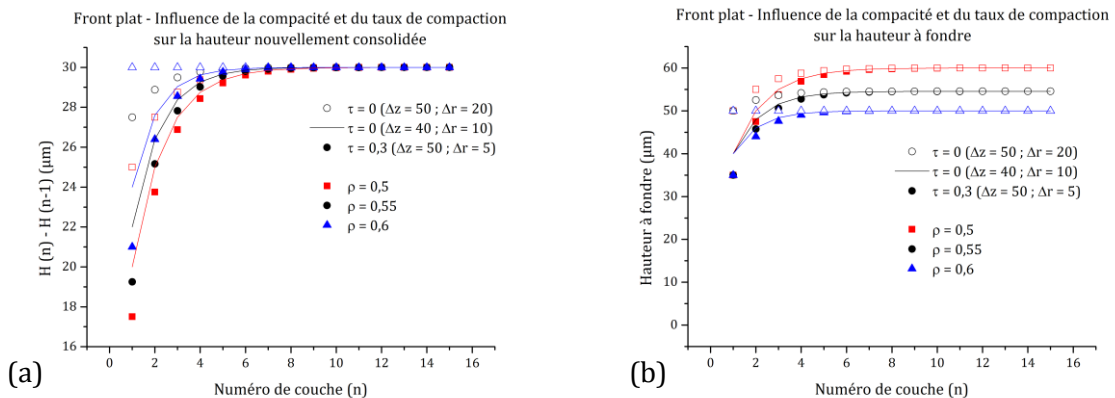 Front plat - Influence de la compacité et du taux de compaction
sur la hauteur nouvellement consolidée
H (n) - H (n-1) (µm)
30
28
26
24
22
20
18
16
τ = 0 (Δz = 50 ; Δr = 20)
τ = 0 (Δz = 40 ; Δr = 10)
τ = 0,3 (Δz = 50 ; Δr = 5)
ρ = 0,5
ρ = 0,55
ρ = 0,6
0 2 4 6 8 10 12 14 16
Numéro de couche (n)
(a)
Front plat - Influence de la compacité et du taux de compaction
sur la hauteur à fondre
Hauteur à fondre (µm)
60
50
40
30
20
10
0
τ = 0 (Δz = 50 ; Δr = 20)
τ = 0 (Δz = 40 ; Δr = 10)
τ = 0,3 (Δz = 50 ; Δr = 5)
ρ = 0,5
ρ = 0,55
ρ = 0,6
0 2 4 6 8 10 12 14 16
Numéro de couche (n)
(b)